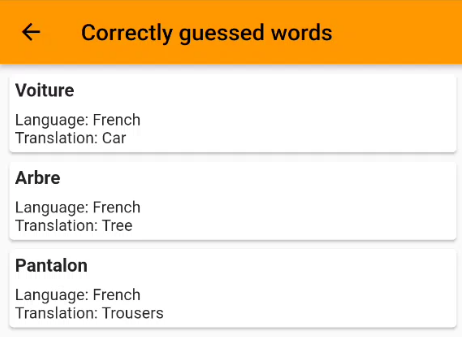 Correctly guessed words
Voiture
Language: French
Translation: Car
Arbre
Language: French
Translation: Tree
Pantalon
Language: French
Translation: Trousers